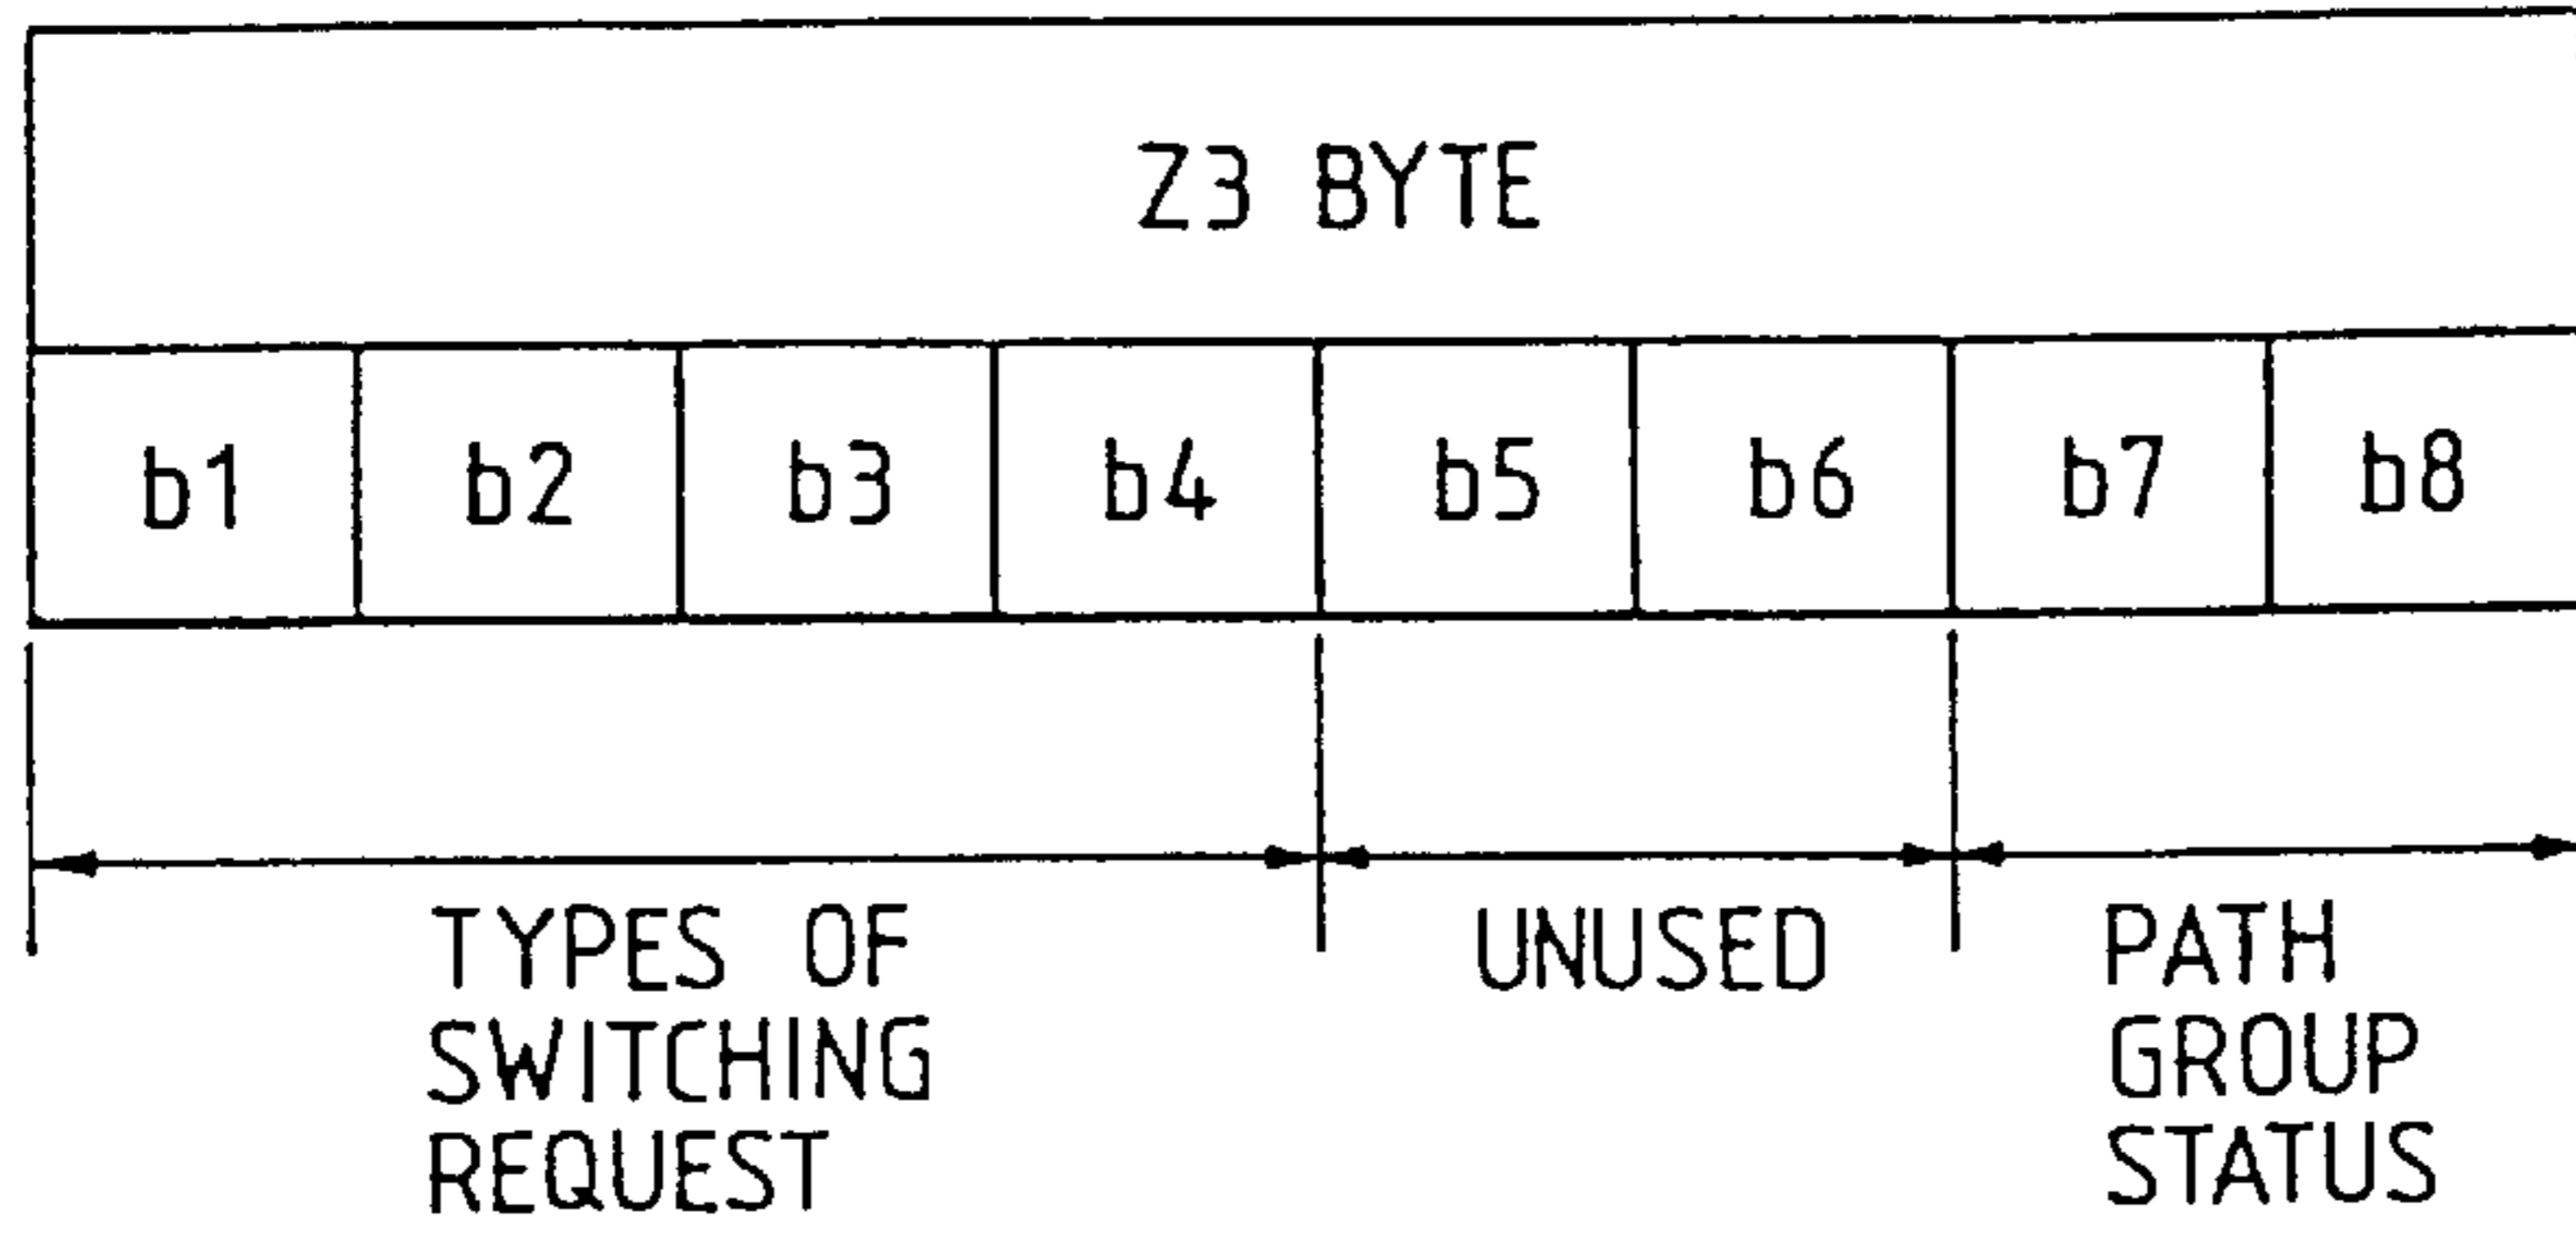 Z3 BYTE
b1 b2 b3 b4 b5 b6 b7 b8
TYPES OF
SWITCHING
REQUEST
UNUSED
PATH
GROUP
STATUS